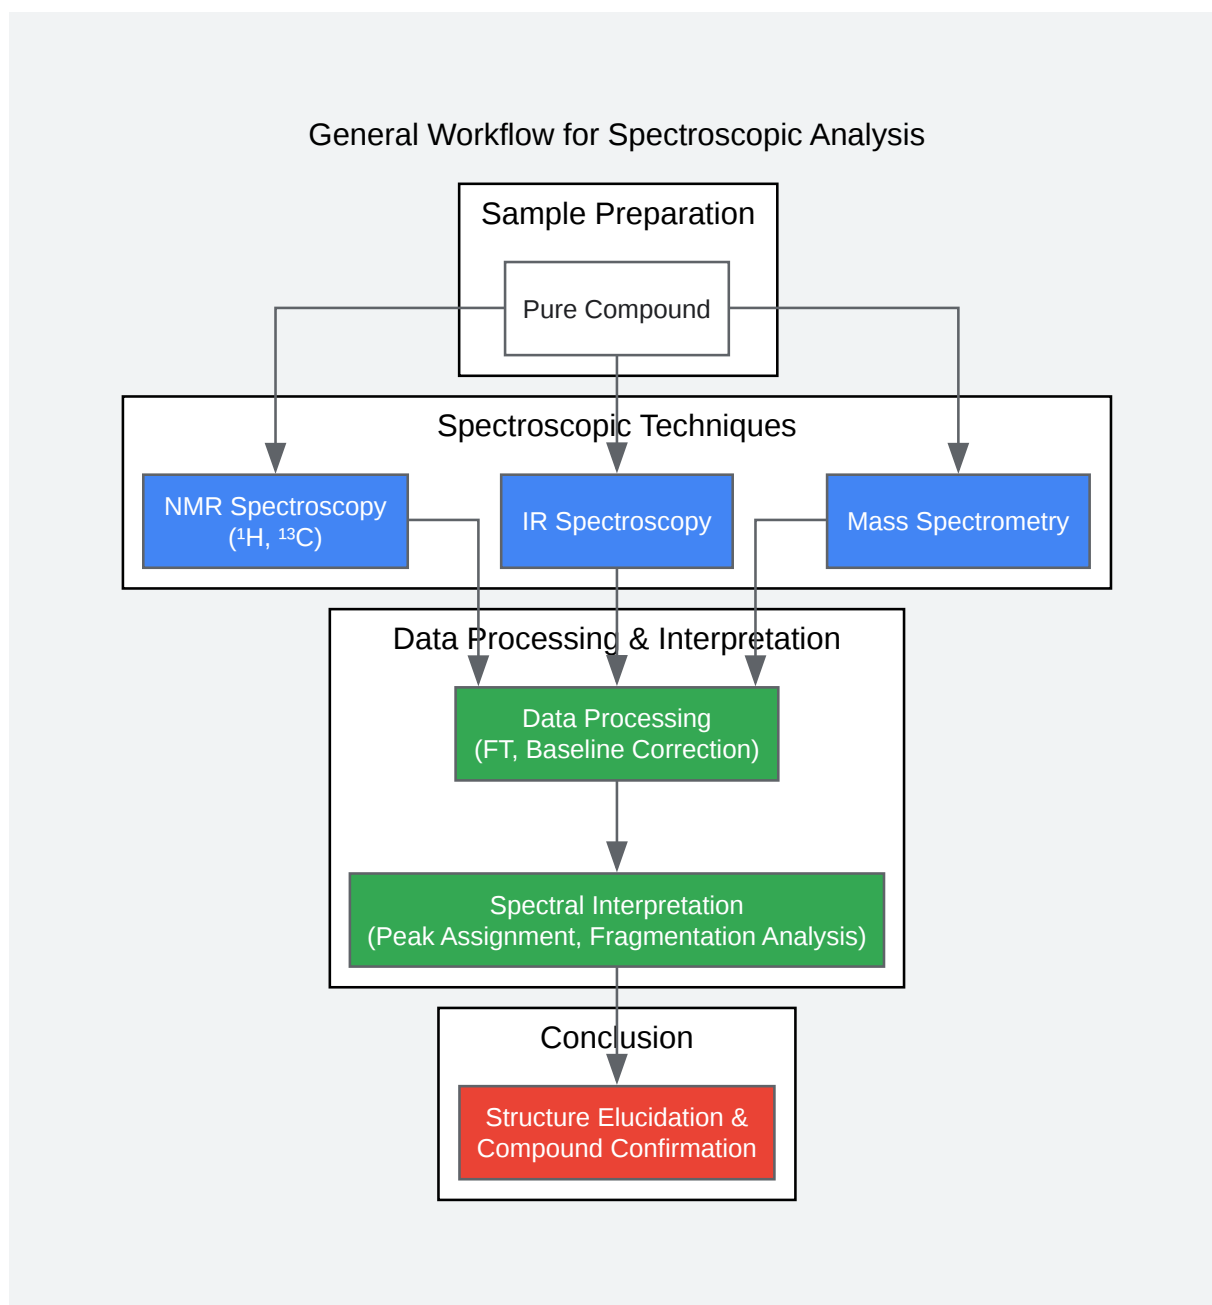 General Workflow for Spectroscopic Analysis
Sample Preparation
Pure Compound
Spectroscopic Techniques
NMR Spectroscopy
(¹H, ¹³C)
IR Spectroscopy
Mass Spectrometry
Data Processing & Interpretation
Data Processing
(FT, Baseline Correction)
Spectral Interpretation
(Peak Assignment, Fragmentation Analysis)
Conclusion
Structure Elucidation &
Compound Confirmation